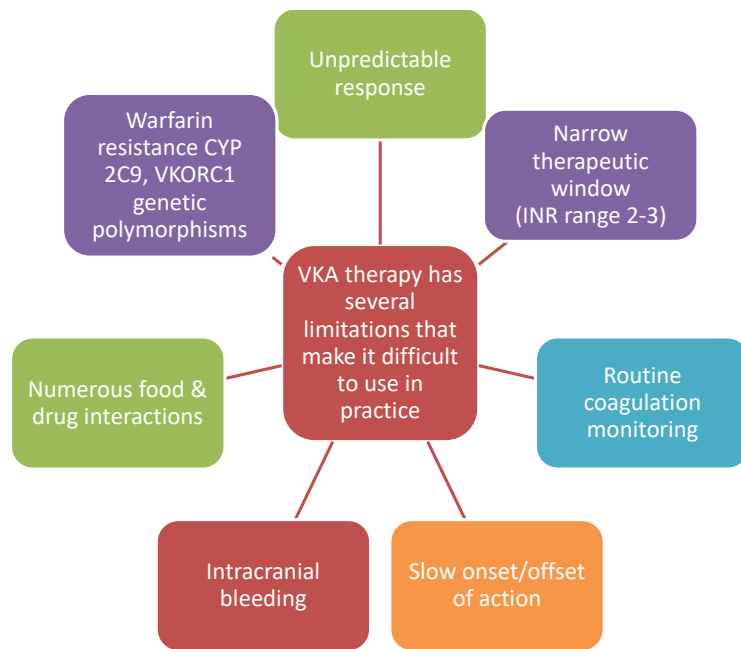 Unpredictable
response
Warfarin
resistance CYP
2C9, VKORC1
genetic
polymorphisms
Narrow
therapeutic
window
(INR range 2-3)
VKA therapy has
several
limitations that
make it difficult
to use in
practice
Numerous food &
drug interactions
Routine
coagulation
monitoring
Intracranial
bleeding
Slow onset/offset
of action